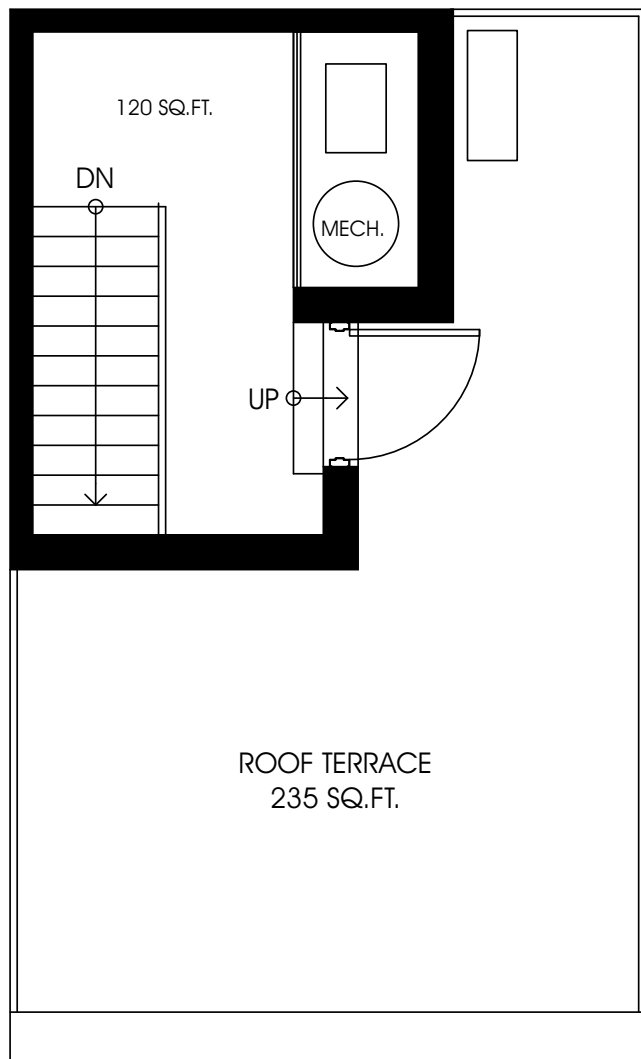 120 SQ.FT.
DN
MECH.
UP
ROOF TERRACE
235 SQ.FT.